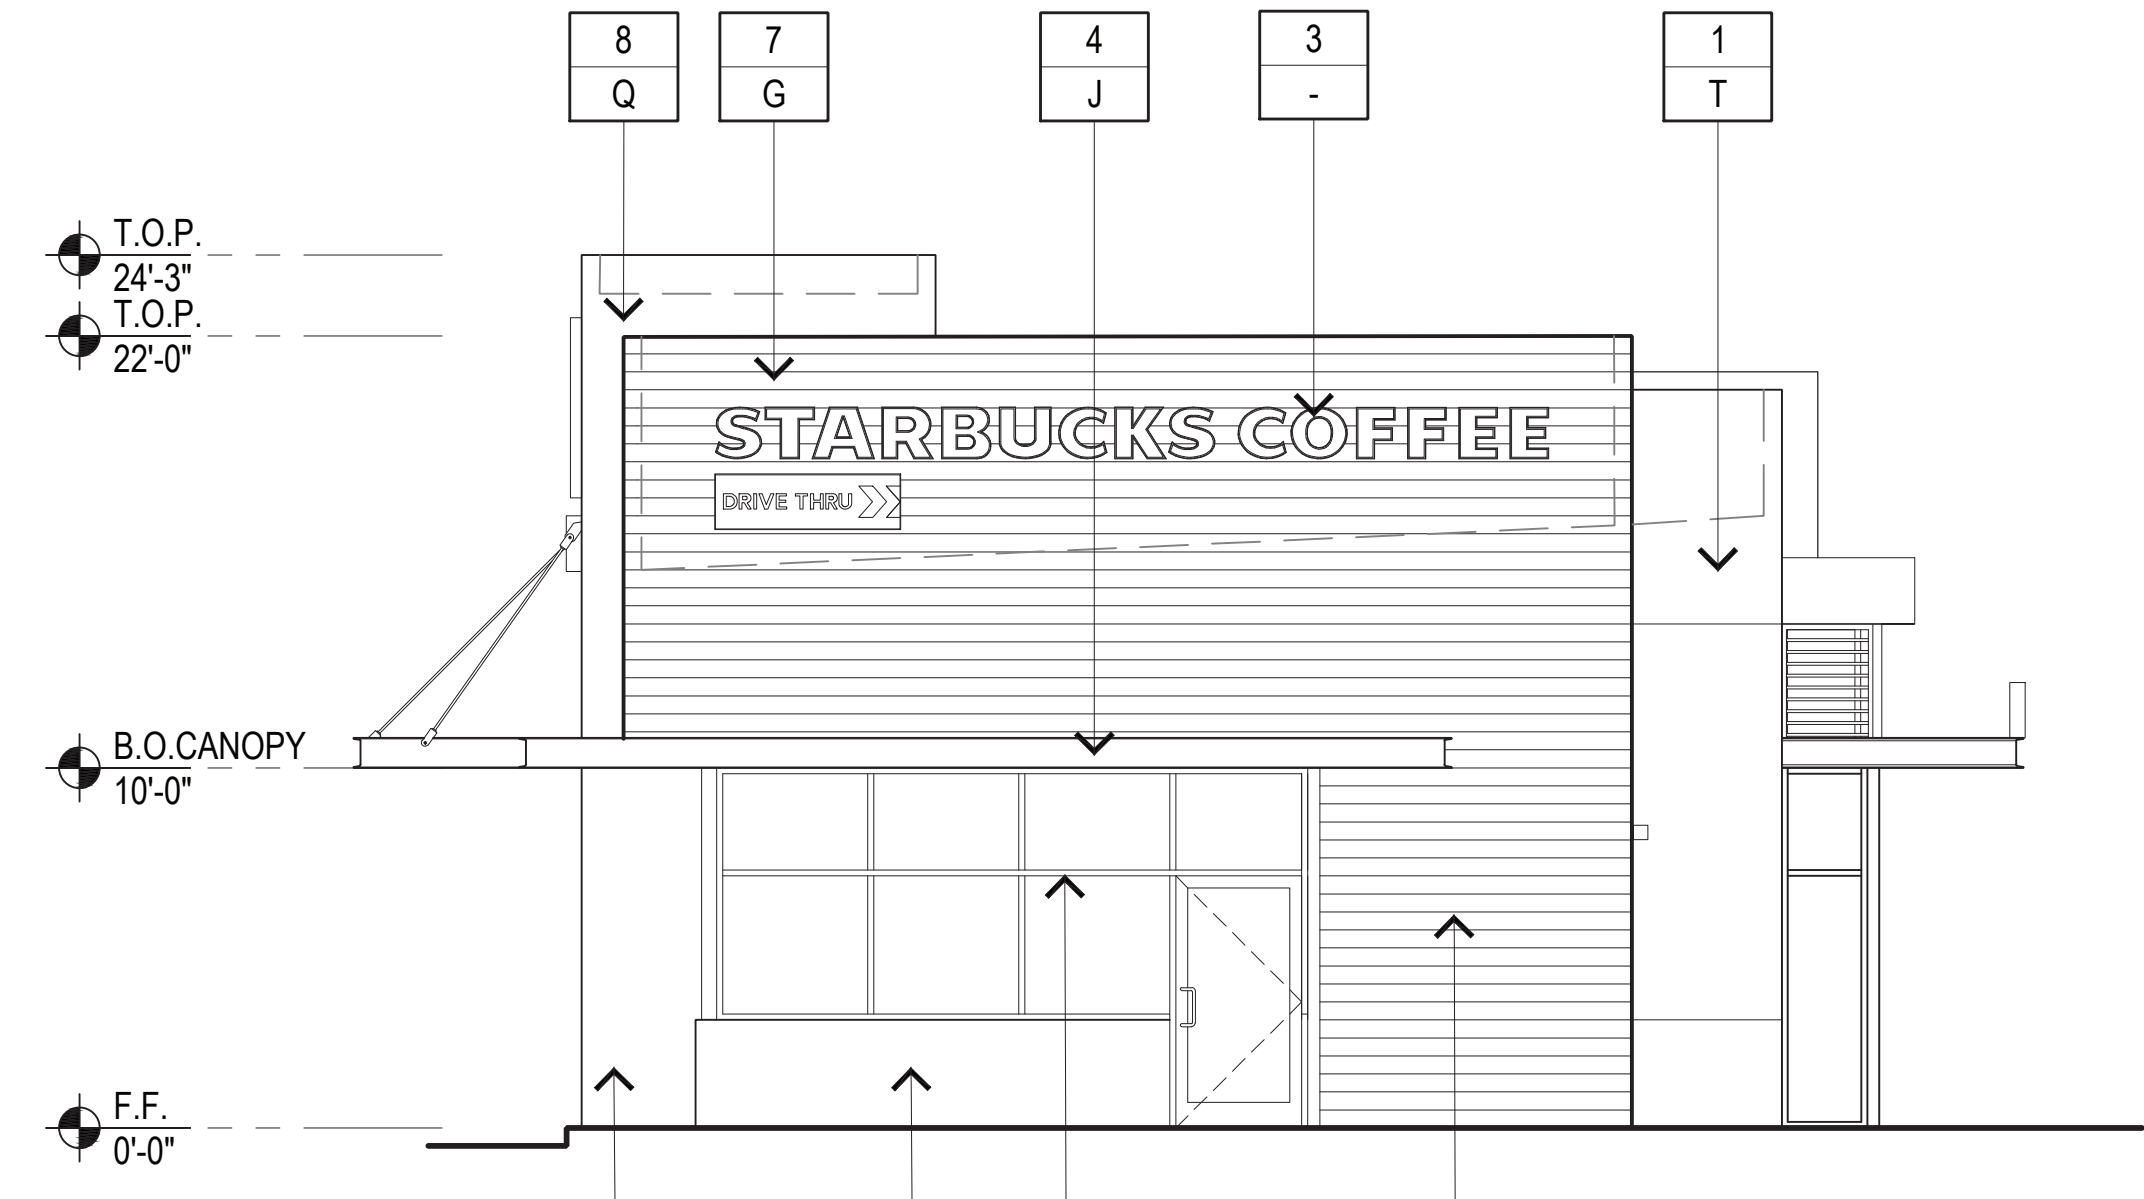 8 7 4 3 1
Q G J - T
T.O.P.
24'-3"
T.O.P.
22'-0"
STARBUCKS COFFEE
DRIVE THRU
B.O.CANOPY
10'-0"
F.F.
0'-0"